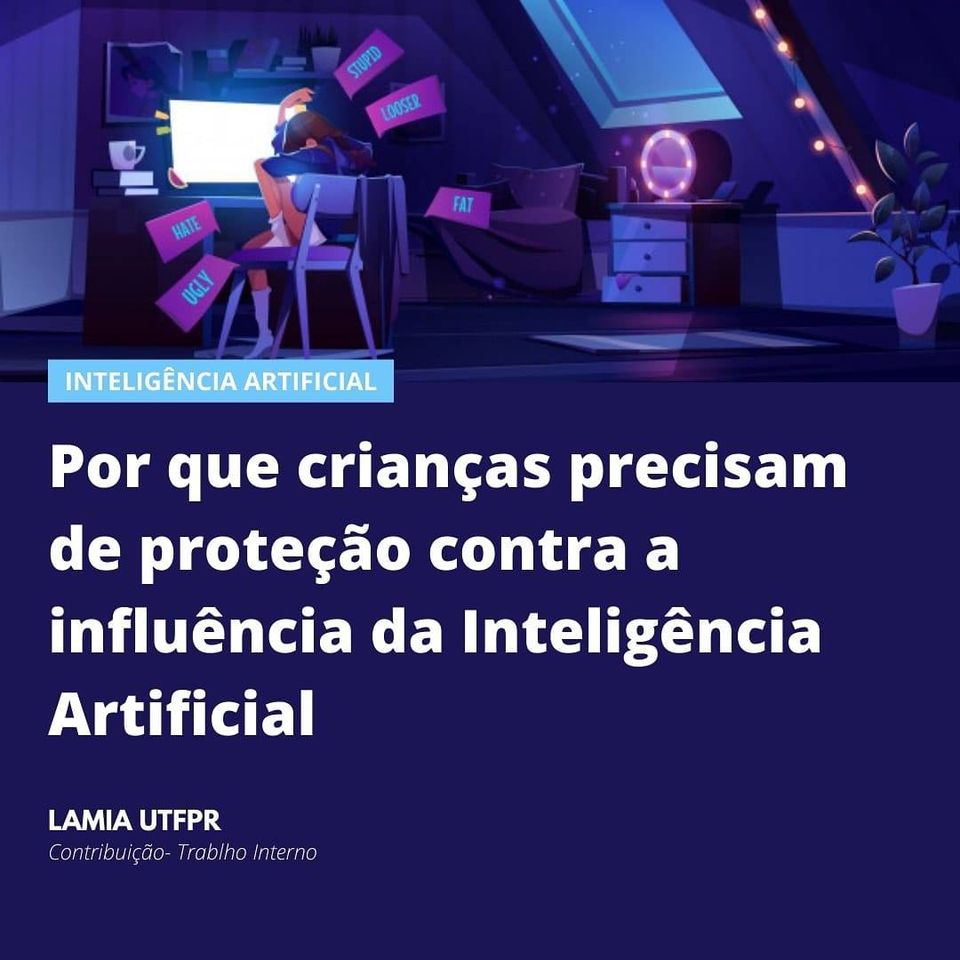 STUPID
LOOSER
FAT
HATE
UGLY
INTELIGÊNCIA ARTIFICIAL
Por que crianças precisam
de proteção contra a
influência da Inteligência
Artificial
LAMIA UTFPR
Contribuição- Trablho Interno